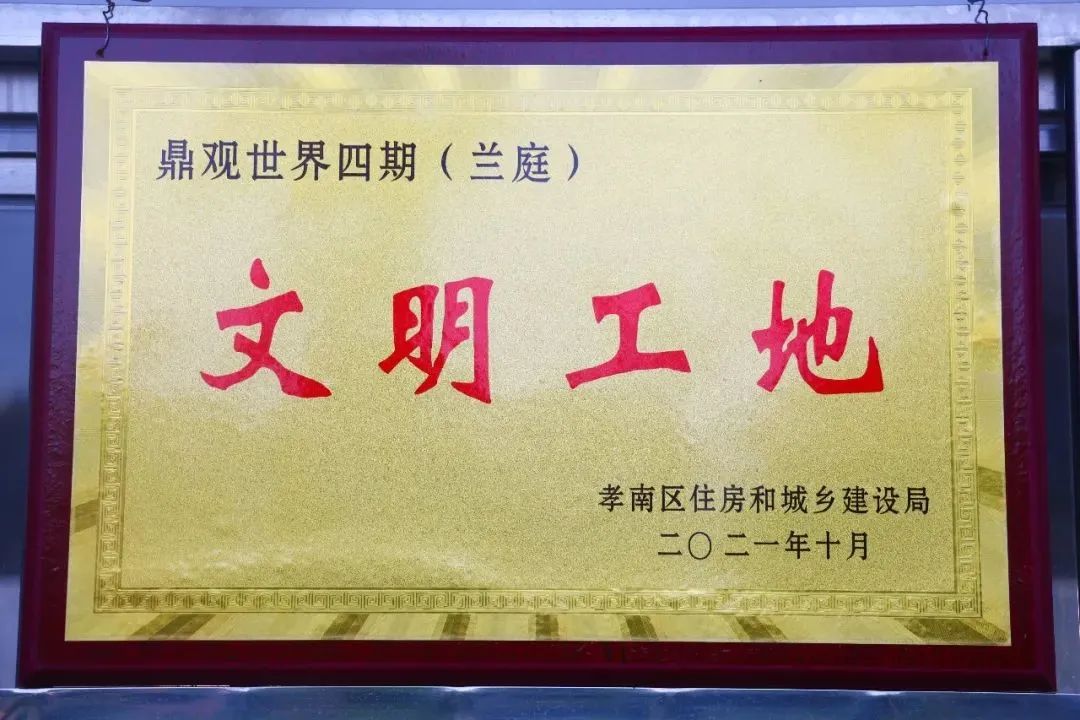 鼎观世界四期（兰庭）
文明工地
孝南区住房和城乡建设局
二〇二一年十月